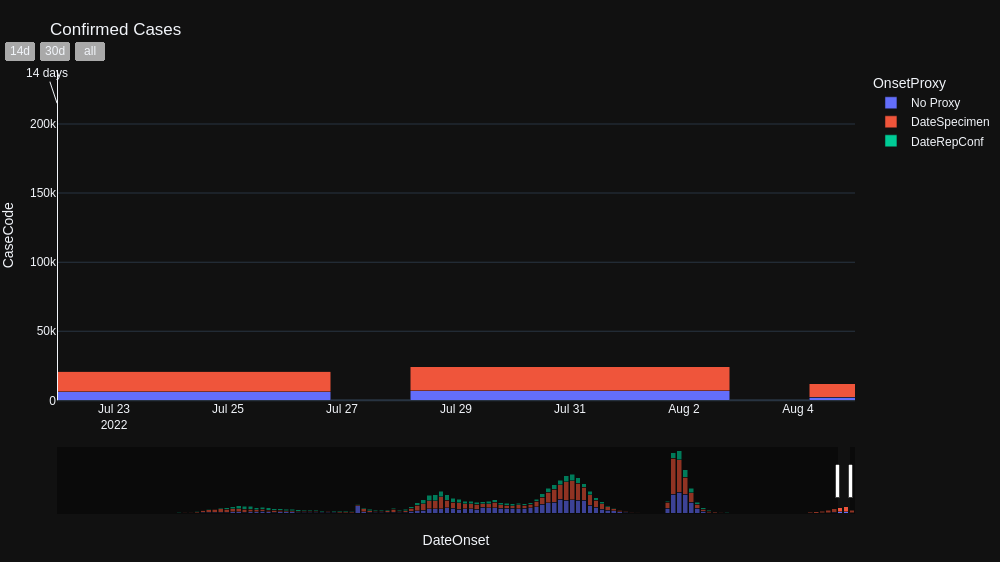 Confirmed Cases
14d 30d all
14 days
OnsetProxy
No Proxy
DateSpecimen
DateRepConf
CaseCode
200k
150k
100k
50k
0
Jul 23 Jul 25 Jul 27 Jul 29 Jul 31 Aug 2 Aug 4
2022
DateOnset